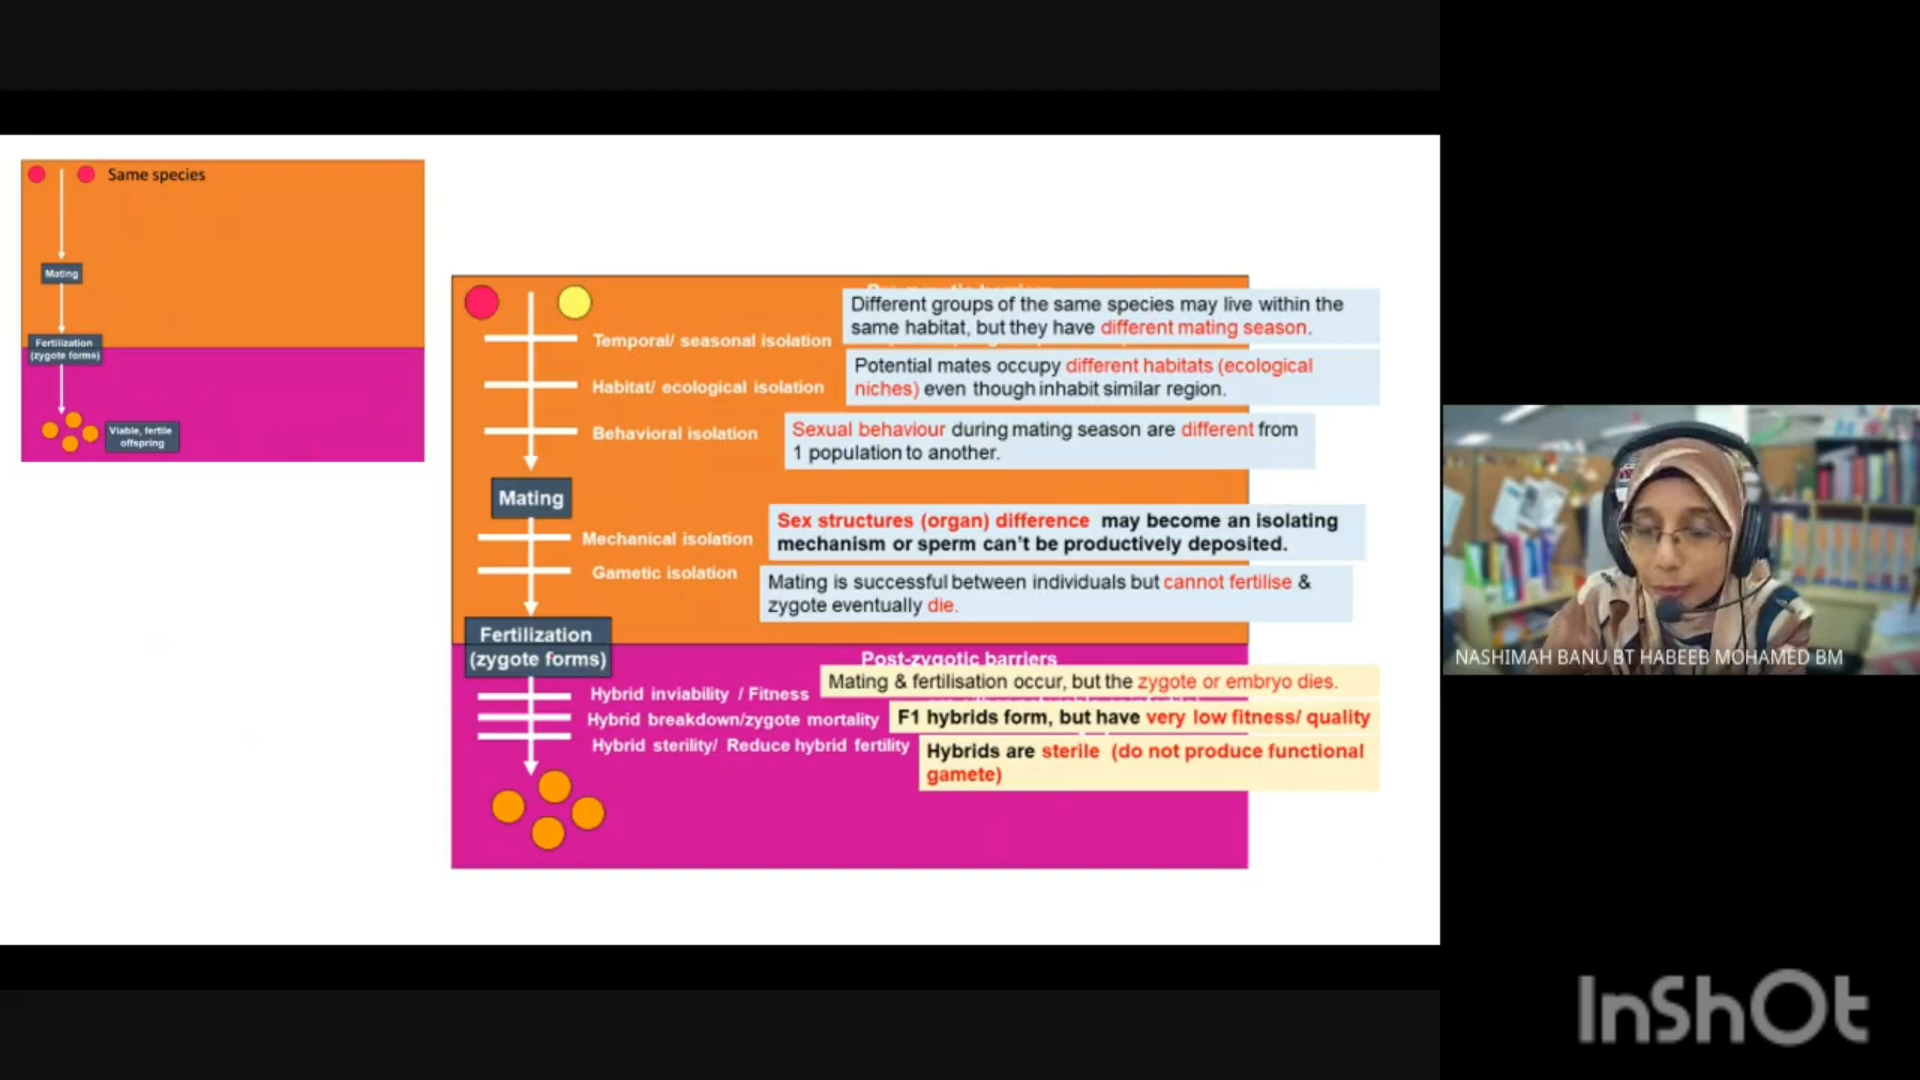 Same species
Mating
Fertilization
(zygote forms)
Viable, fertile
offspring
Different groups of the same species may live within the
same habitat, but they have different mating season.
Temporal/ seasonal isolation
Potential mates occupy different habitats (ecological
niches) even though inhabit similar region.
Habitat/ ecological isolation
Behavioral isolation
Sexual behaviour during mating season are different from
1 population to another.
Mating
Sex structures (organ) difference may become an isolating
mechanism or sperm can't be productively deposited.
Mechanical isolation
Gametic isolation
Mating is successful between individuals but cannot fertilise &
zygote eventually die.
Fertilization
(zygote forms)
Post-zygotic barriers
Mating & fertilisation occur, but the zygote or embryo dies.
Hybrid inviability / Fitness
Hybrid breakdown/zygote mortality
F1 hybrids form, but have very low fitness/ quality
Hybrid sterility/ Reduce hybrid fertility
Hybrids are sterile (do not produce functional
gamete)
NASHIMAH BANU BT HABEEB MOHAMED BM
InShOt